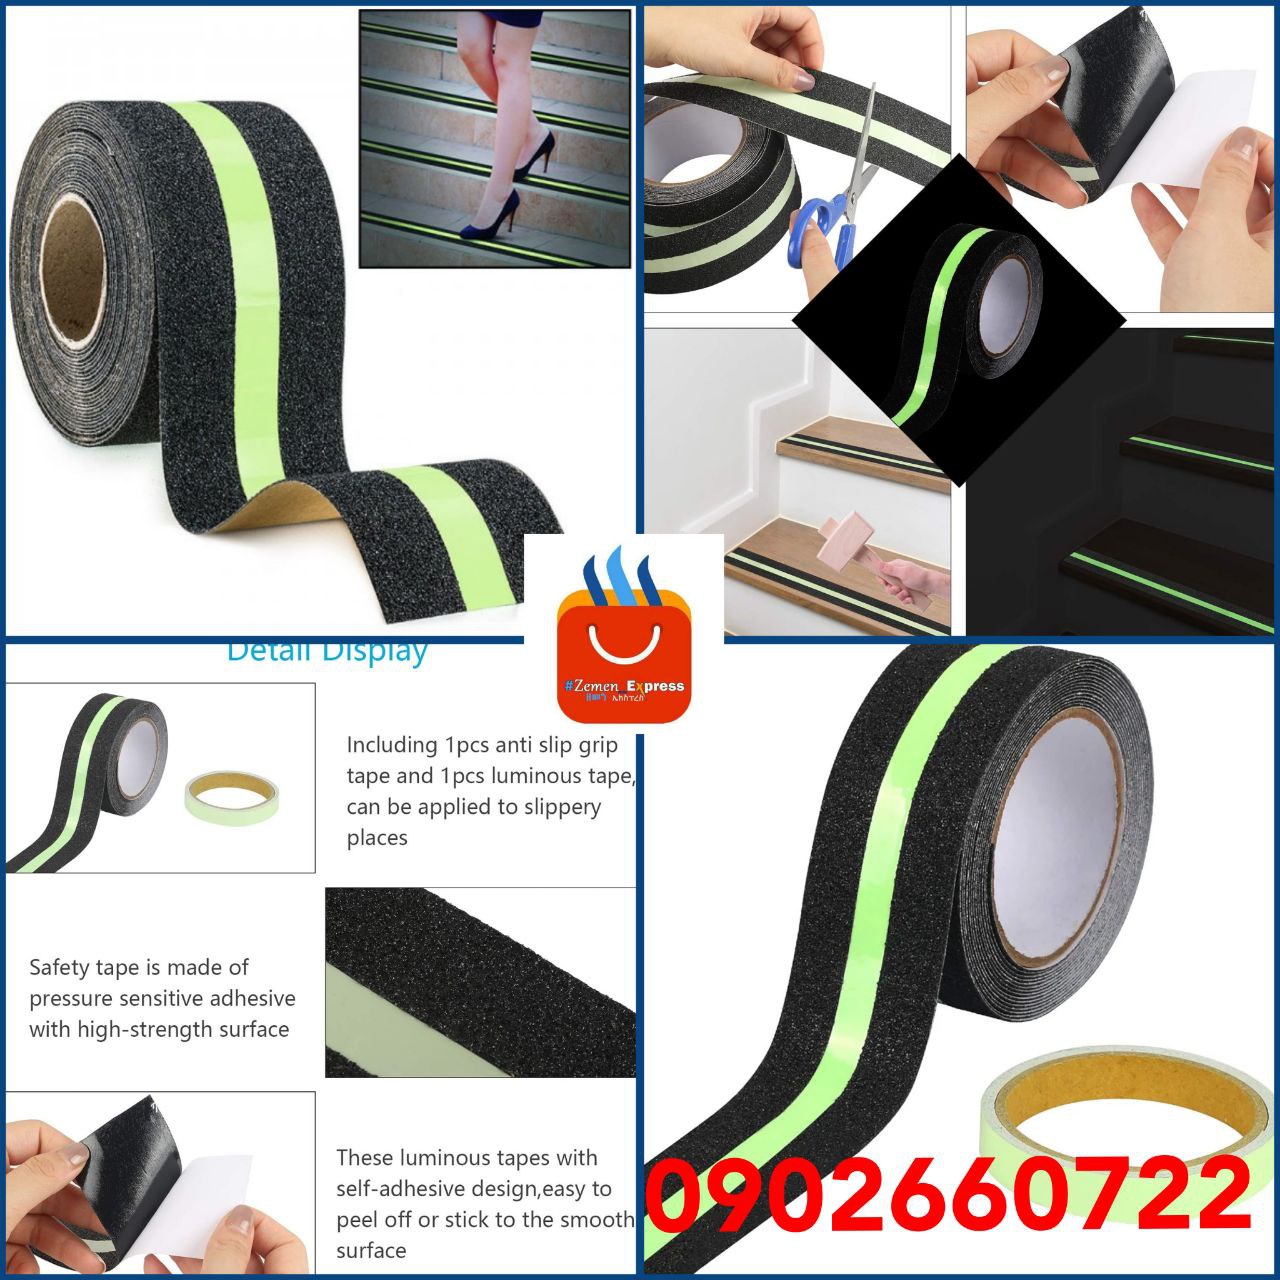 Detail Display
Including 1pcs anti slip grip
tape and 1pcs luminous tape,
can be applied to slippery
places
Safety tape is made of
pressure sensitive adhesive
with high-strength surface
These luminous tapes with
self-adhesive design,easy to
peel off or stick to the smooth
surface
#Zemen_Express
ዘመን ኤክስፕረስ
0902660722